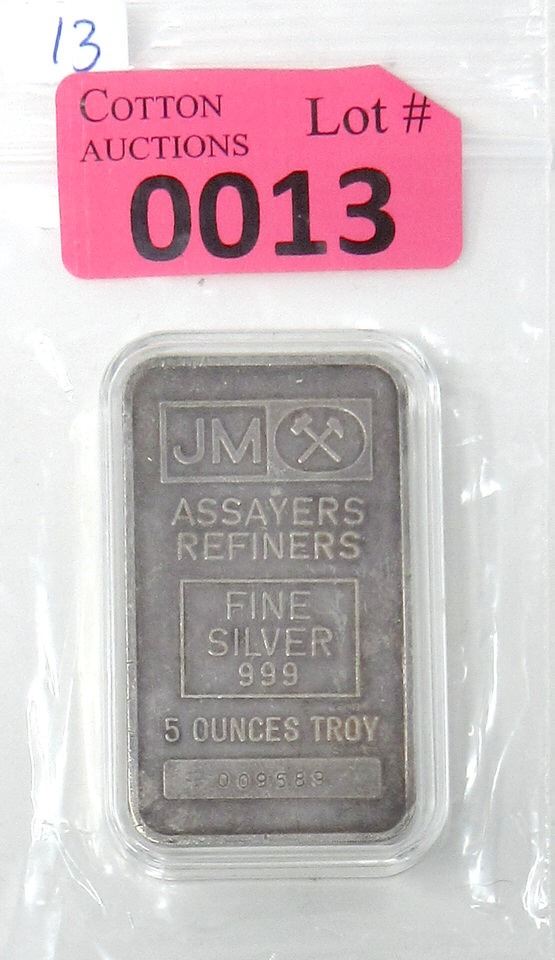 13
COTTON
AUCTIONS
Lot #
0013
JM
ASSAYERS
REFINERS
FINE
SILVER
999
5 OUNCES TROY
009589